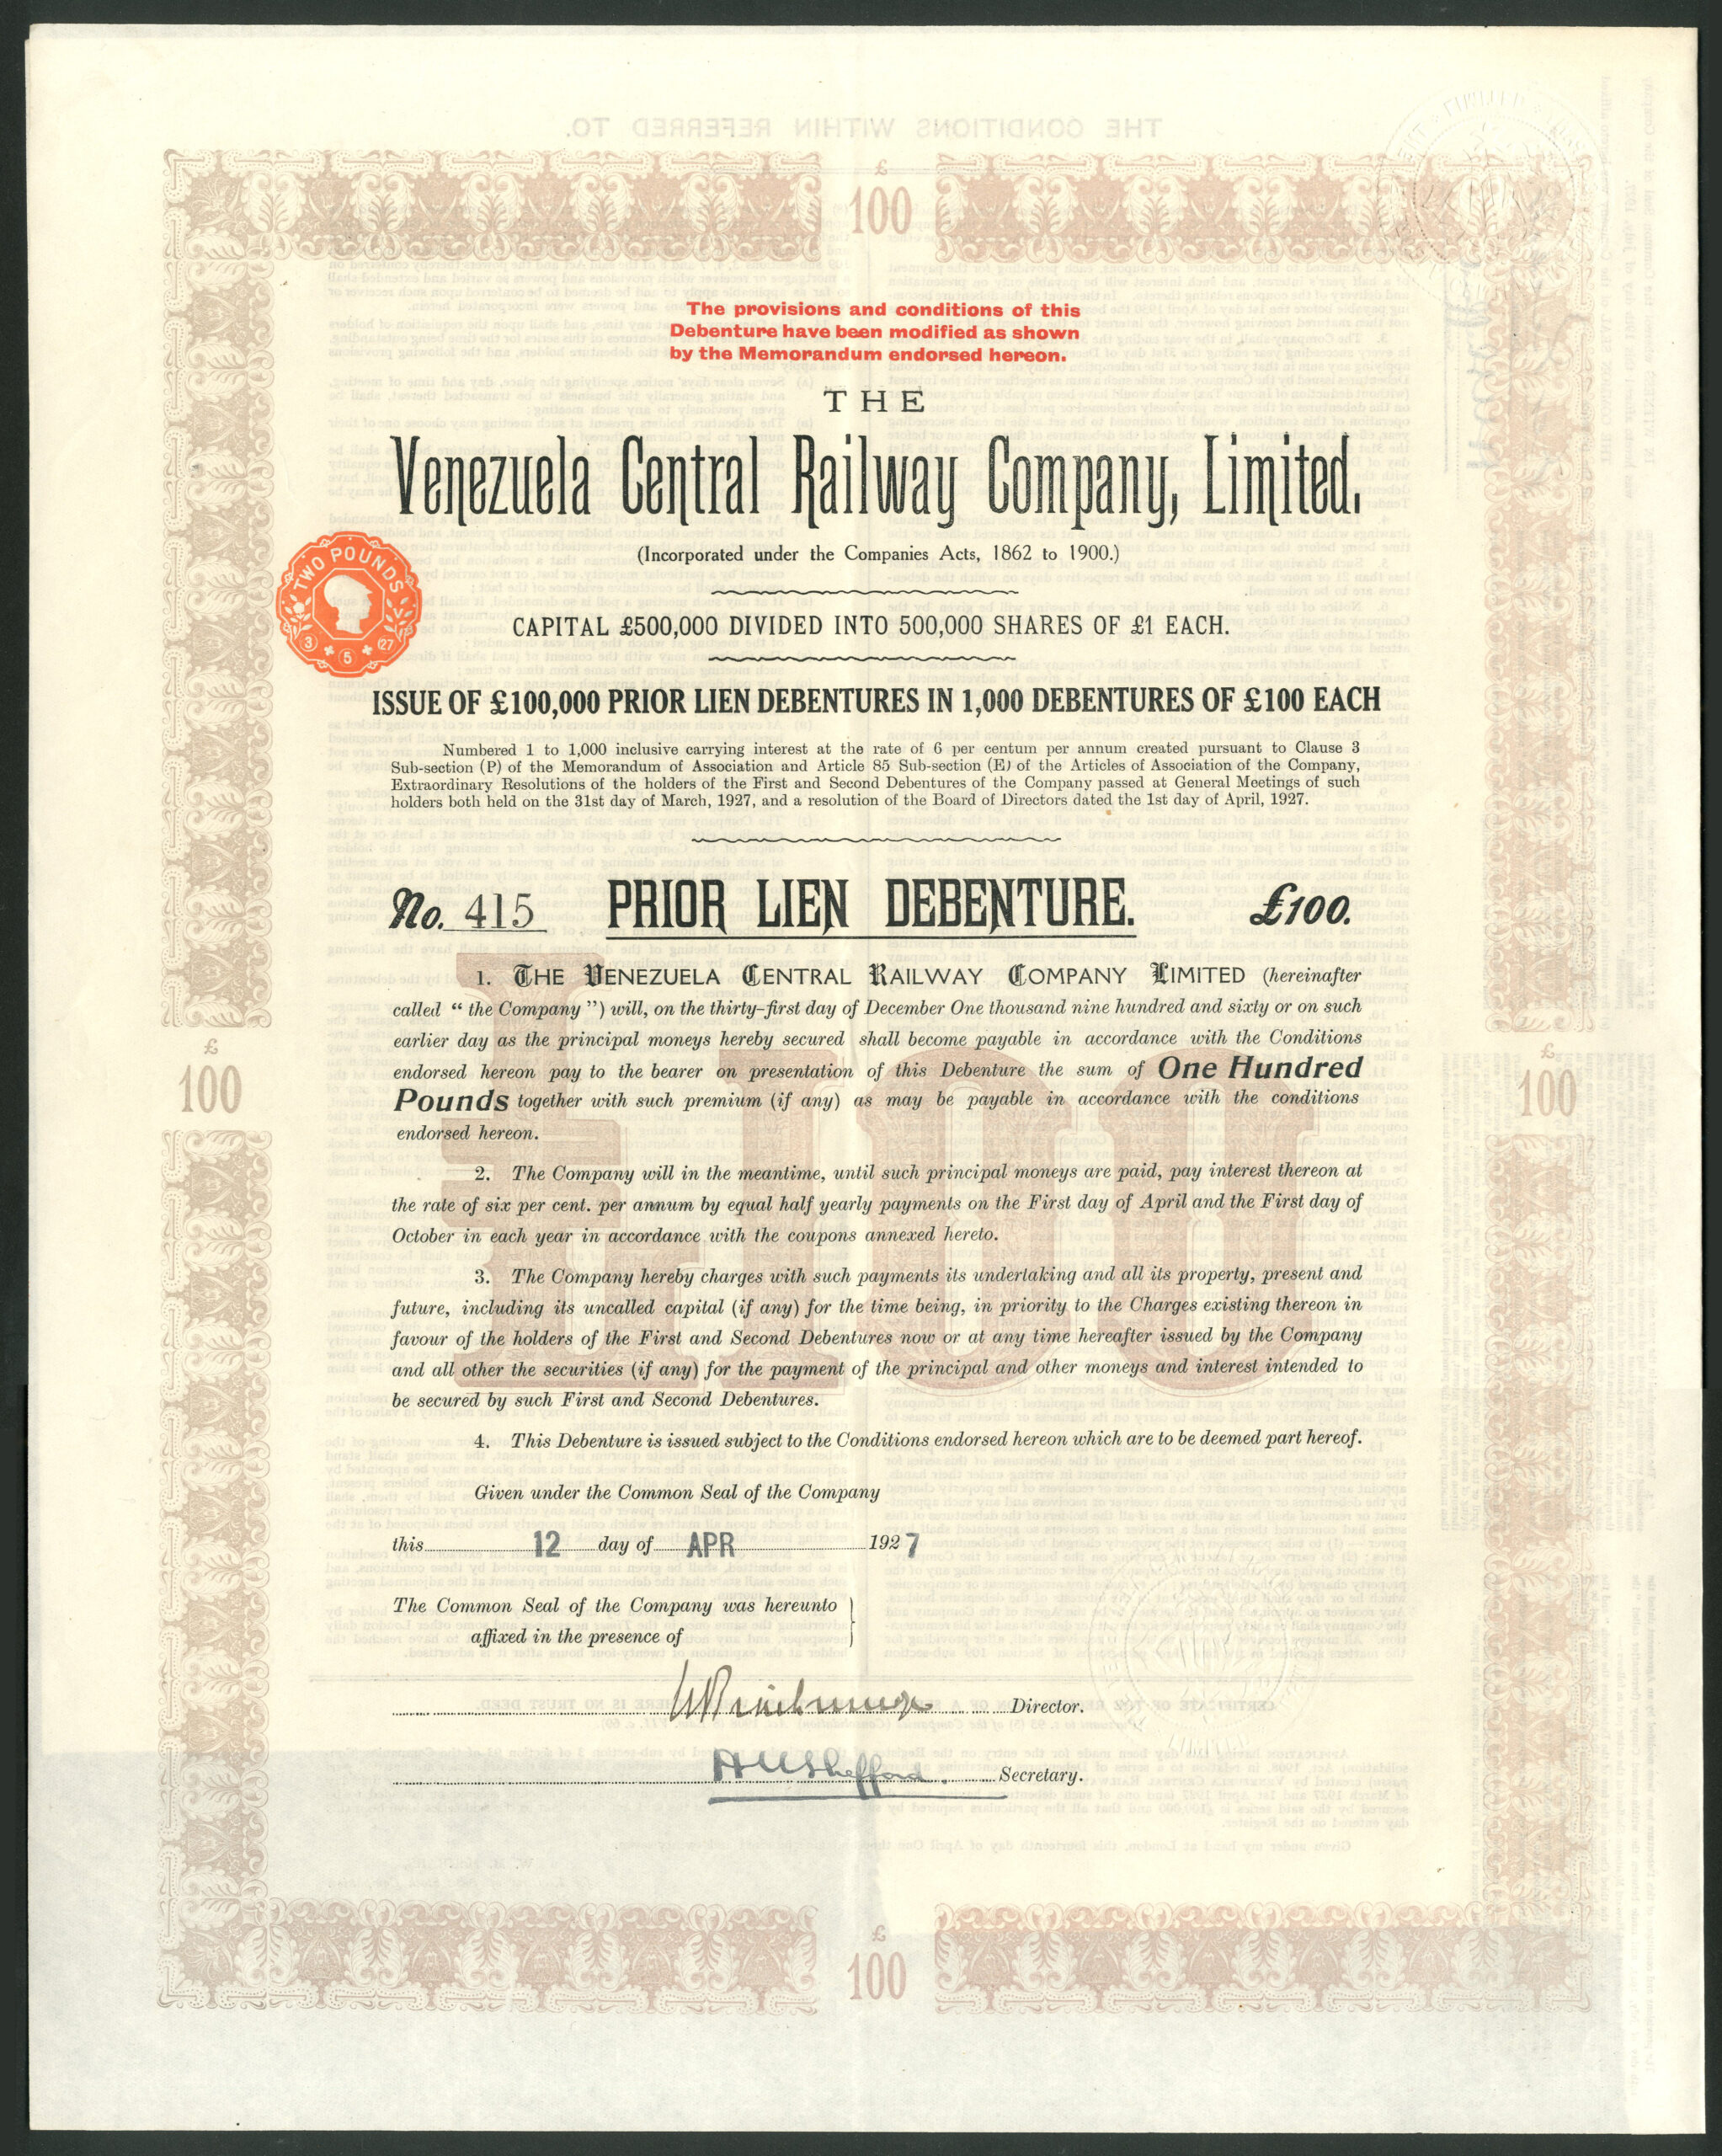 £
100
The provisions and conditions of this
Debenture have been modified as shown
by the Memorandum endorsed hereon.
THE
Venezuela Central Railway Company, Limited.
(Incorporated under the Companies Acts, 1862 to 1900.)
TWO POUNDS
3 5 27
CAPITAL £500,000 DIVIDED INTO 500,000 SHARES OF £1 EACH.
ISSUE OF £100,000 PRIOR LIEN DEBENTURES IN 1,000 DEBENTURES OF £100 EACH
Numbered 1 to 1,000 inclusive carrying interest at the rate of 6 per centum per annum created pursuant to Clause 3
Sub-section (P) of the Memorandum of Association and Article 85 Sub-section (E) of the Articles of Association of the Company,
Extraordinary Resolutions of the holders of the First and Second Debentures of the Company passed at General Meetings of such
holders both held on the 31st day of March, 1927, and a resolution of the Board of Directors dated the 1st day of April, 1927.
No. 415 PRIOR LIEN DEBENTURE. £100.
1. THE VENEZUELA CENTRAL RAILWAY COMPANY LIMITED (hereinafter
called “ the Company ”) will, on the thirty-first day of December One thousand nine hundred and sixty or on such
earlier day as the principal moneys hereby secured shall become payable in accordance with the Conditions
endorsed hereon pay to the bearer on presentation of this Debenture the sum of One Hundred
Pounds together with such premium (if any) as may be payable in accordance with the conditions
endorsed hereon.
£
100
£
100
£100
2. The Company will in the meantime, until such principal moneys are paid, pay interest thereon at
the rate of six per cent. per annum by equal half yearly payments on the First day of April and the First day of
October in each year in accordance with the coupons annexed hereto.
3. The Company hereby charges with such payments its undertaking and all its property, present and
future, including its uncalled capital (if any) for the time being, in priority to the Charges existing thereon in
favour of the holders of the First and Second Debentures now or at any time hereafter issued by the Company
and all other the securities (if any) for the payment of the principal and other moneys and interest intended to
be secured by such First and Second Debentures.
4. This Debenture is issued subject to the Conditions endorsed hereon which are to be deemed part hereof.
Given under the Common Seal of the Company
this 12 day of APR 1927
The Common Seal of the Company was hereunto
affixed in the presence of
Director.
Secretary.
£
100